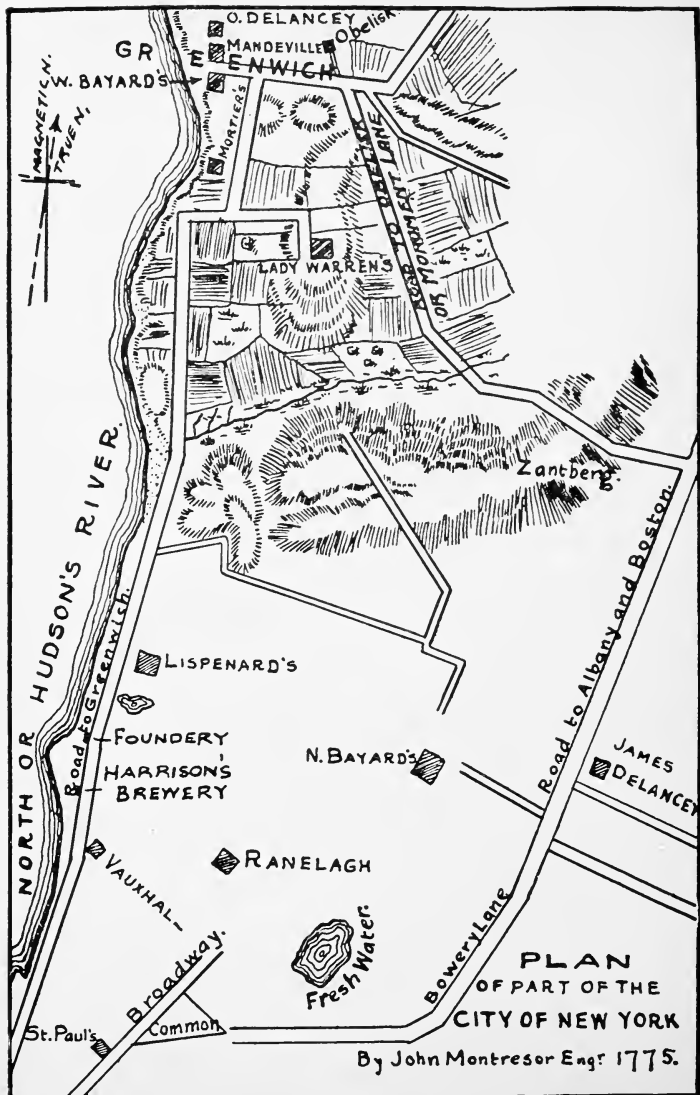 O. DELANCEY
MANDEVILLE
Obelisk.
GREENWICH
W. BAYARD'S
MORTIER'S
MAGNETIC N.
TRUE N.
ROAD TO OBELISK
OR MONUMENT LANE
LADY WARRENS
Zantberg.
NORTH OR HUDSON'S RIVER.
Road to Greenwich.
Road to Albany and Boston.
LISPENARD'S
FOUNDERY
HARRISON'S
BREWERY
N. BAYARD'S
JAMES
DELANCEY
VAUXHAL
RANELAGH
Fresh Water.
Bowery Lane
Broadway.
Common
St. Paul's
PLAN
OF PART OF THE
CITY OF NEW YORK
By John Montresor Engr. 1775.